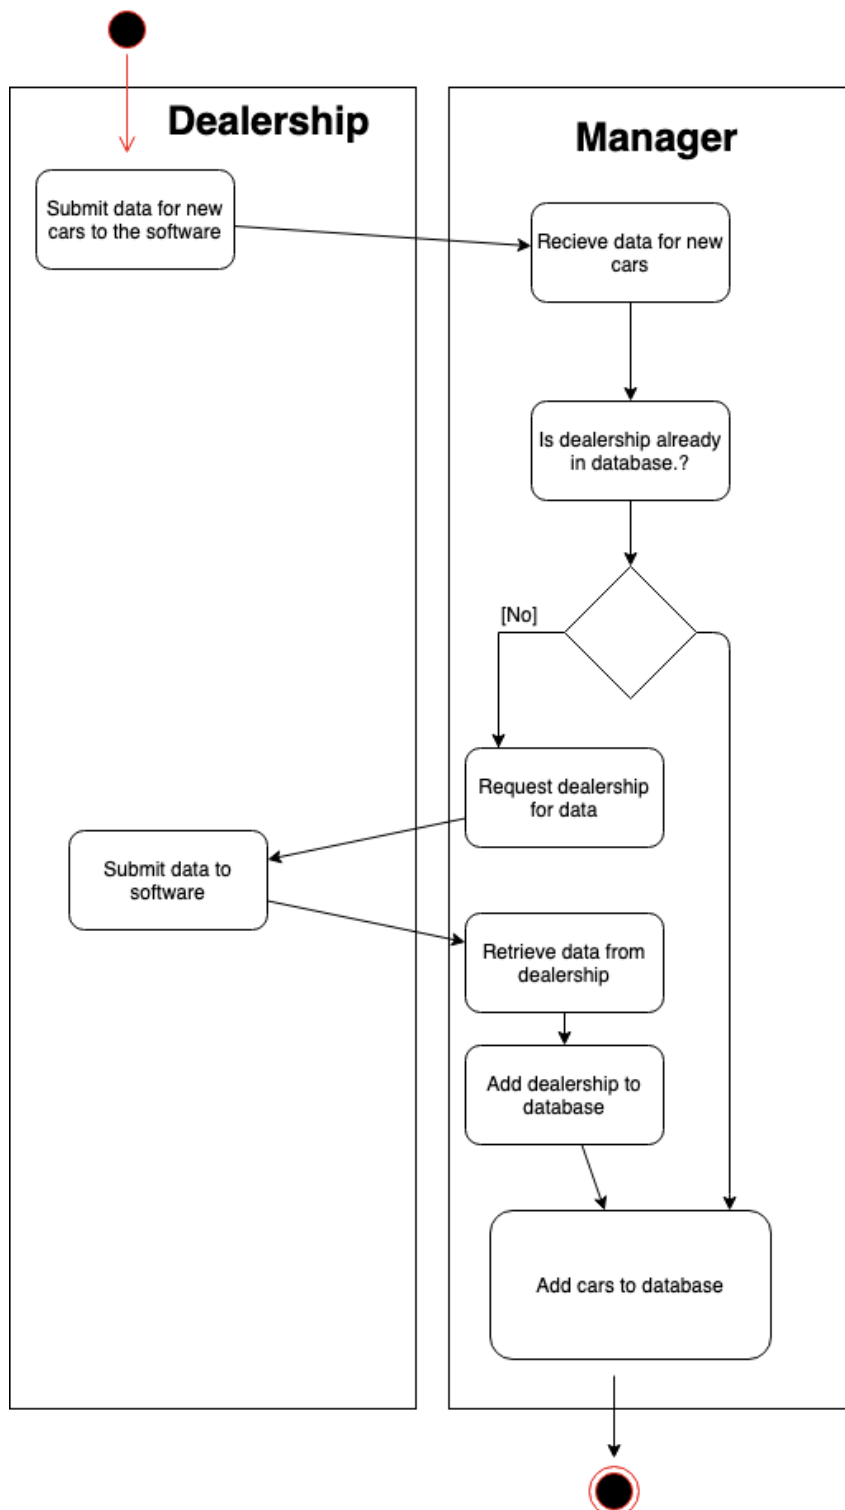 Dealership
Manager
Submit data for new
cars to the software
Recieve data for new
cars
Is dealership already
in database.?
[No]
Request dealership
for data
Submit data to
software
Retrieve data from
dealership
Add dealership to
database
Add cars to database